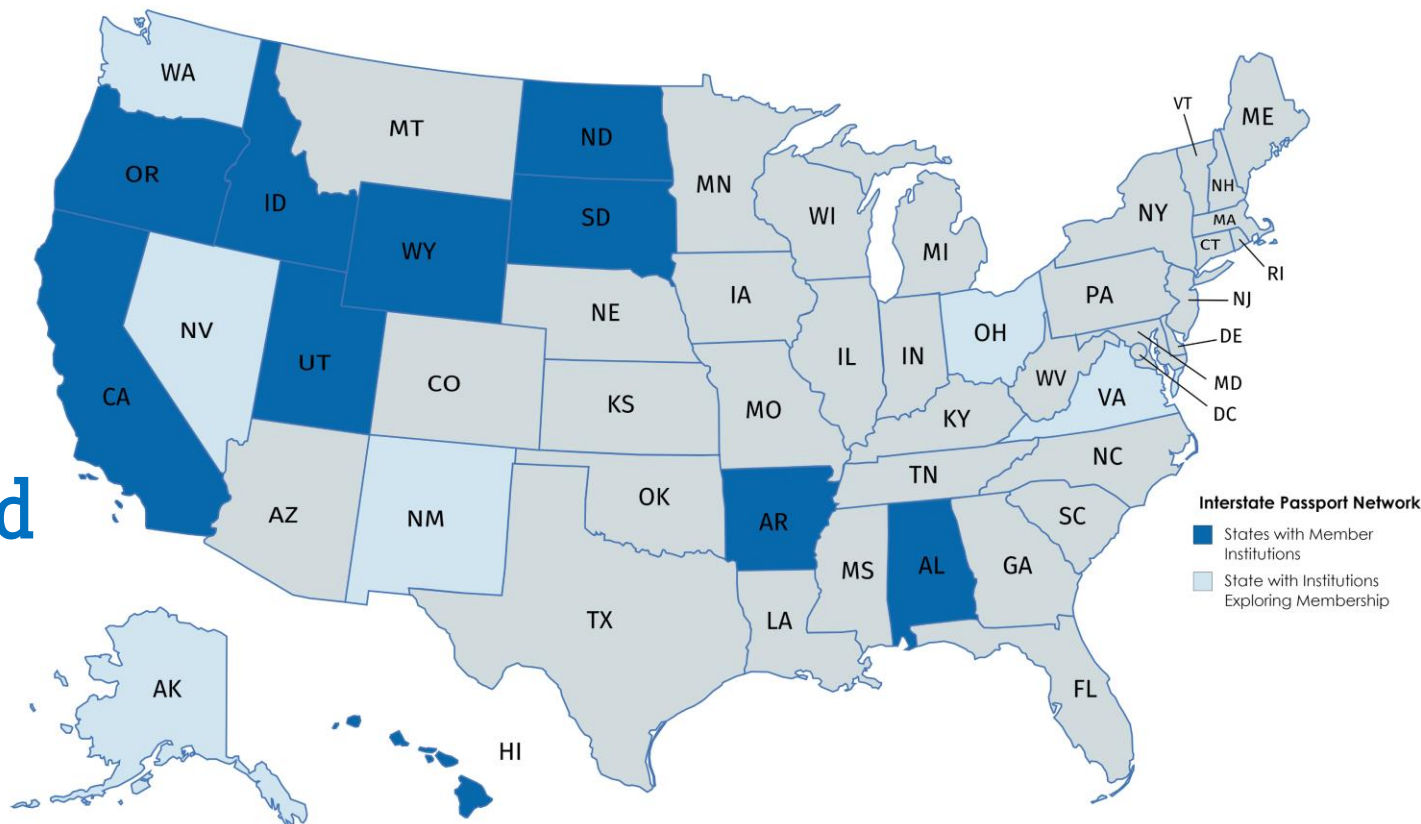 WA
MT
ND
MN
VT
ME
OR
ID
SD
WI
NY
NH
MA
CT
RI
WY
MI
IA
PA
NJ
NV
NE
OH
DE
UT
CO
IL
IN
WV
VA
MD
DC
CA
KS
MO
KY
NC
TN
OK
AZ
NM
AR
SC
MS
AL
GA
TX
LA
FL
AK
HI
d
Interstate Passport Network
States with Member
Institutions
State with Institutions
Exploring Membership